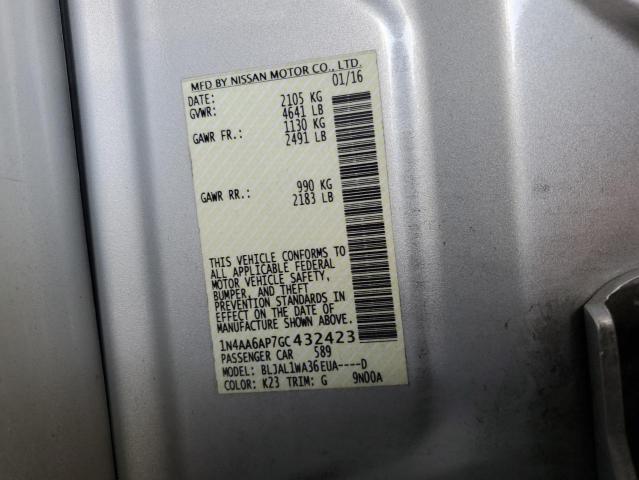 MFD BY NISSAN MOTOR CO., LTD.
01/16
DATE: 2105 KG
GVWR: 4641 LB
GAWR FR.: 1130 KG
2491 LB
GAWR RR.: 990 KG
2183 LB
THIS VEHICLE CONFORMS TO
ALL APPLICABLE FEDERAL
MOTOR VEHICLE SAFETY,
BUMPER, AND THEFT
PREVENTION STANDARDS IN
EFFECT ON THE DATE OF
MANUFACTURE SHOWN ABOVE.
1N4AA6AP7GC432423
PASSENGER CAR 589
MODEL: BLJAL1WA36EUA----D
COLOR: K23 TRIM: G 9N00A